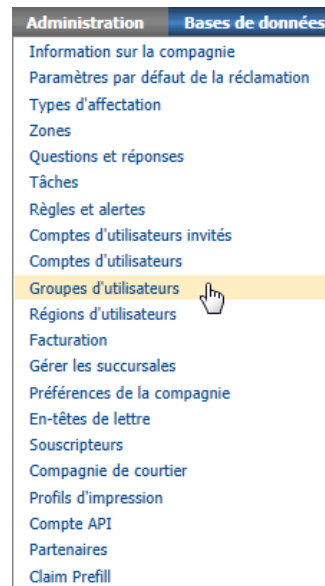 Administration Bases de données
Information sur la compagnie
Paramètres par défaut de la réclamation
Types d'affectation
Zones
Questions et réponses
Tâches
Règles et alertes
Comptes d'utilisateurs invités
Comptes d'utilisateurs
Groupes d'utilisateurs
Régions d'utilisateurs
Facturation
Gérer les succursales
Préférences de la compagnie
En-têtes de lettre
Souscripteurs
Compagnie de courtier
Profils d'impression
Compte API
Partenaires
Claim Prefill